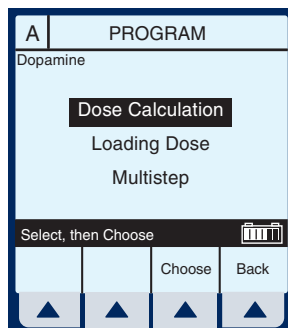 A PROGRAM
Dopamine
Dose Calculation
Loading Dose
Multistep
Select, then Choose
Choose Back